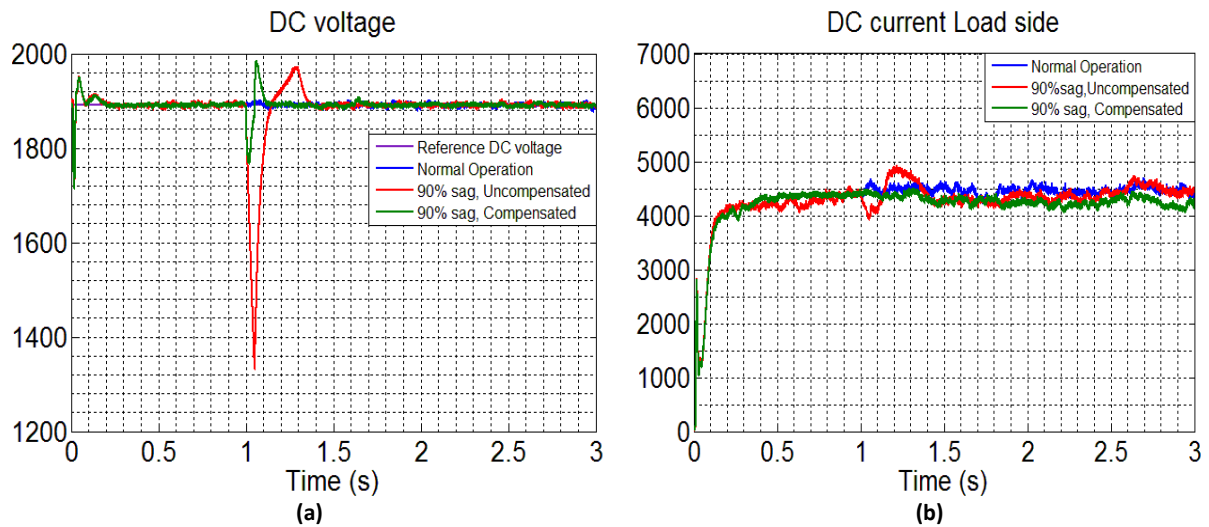 DC voltage
2000
1800
1600
1400
1200
0
0.5
1
1.5
2
2.5
3
Reference DC voltage
Normal Operation
90% sag, Uncompensated
90% sag, Compensated
Time (s)
(a)
DC current Load side
7000
6000
5000
4000
3000
2000
1000
0
0
0.5
1
1.5
2
2.5
3
Normal Operation
90%sag,Uncompensated
90% sag, Compensated
Time (s)
(b)